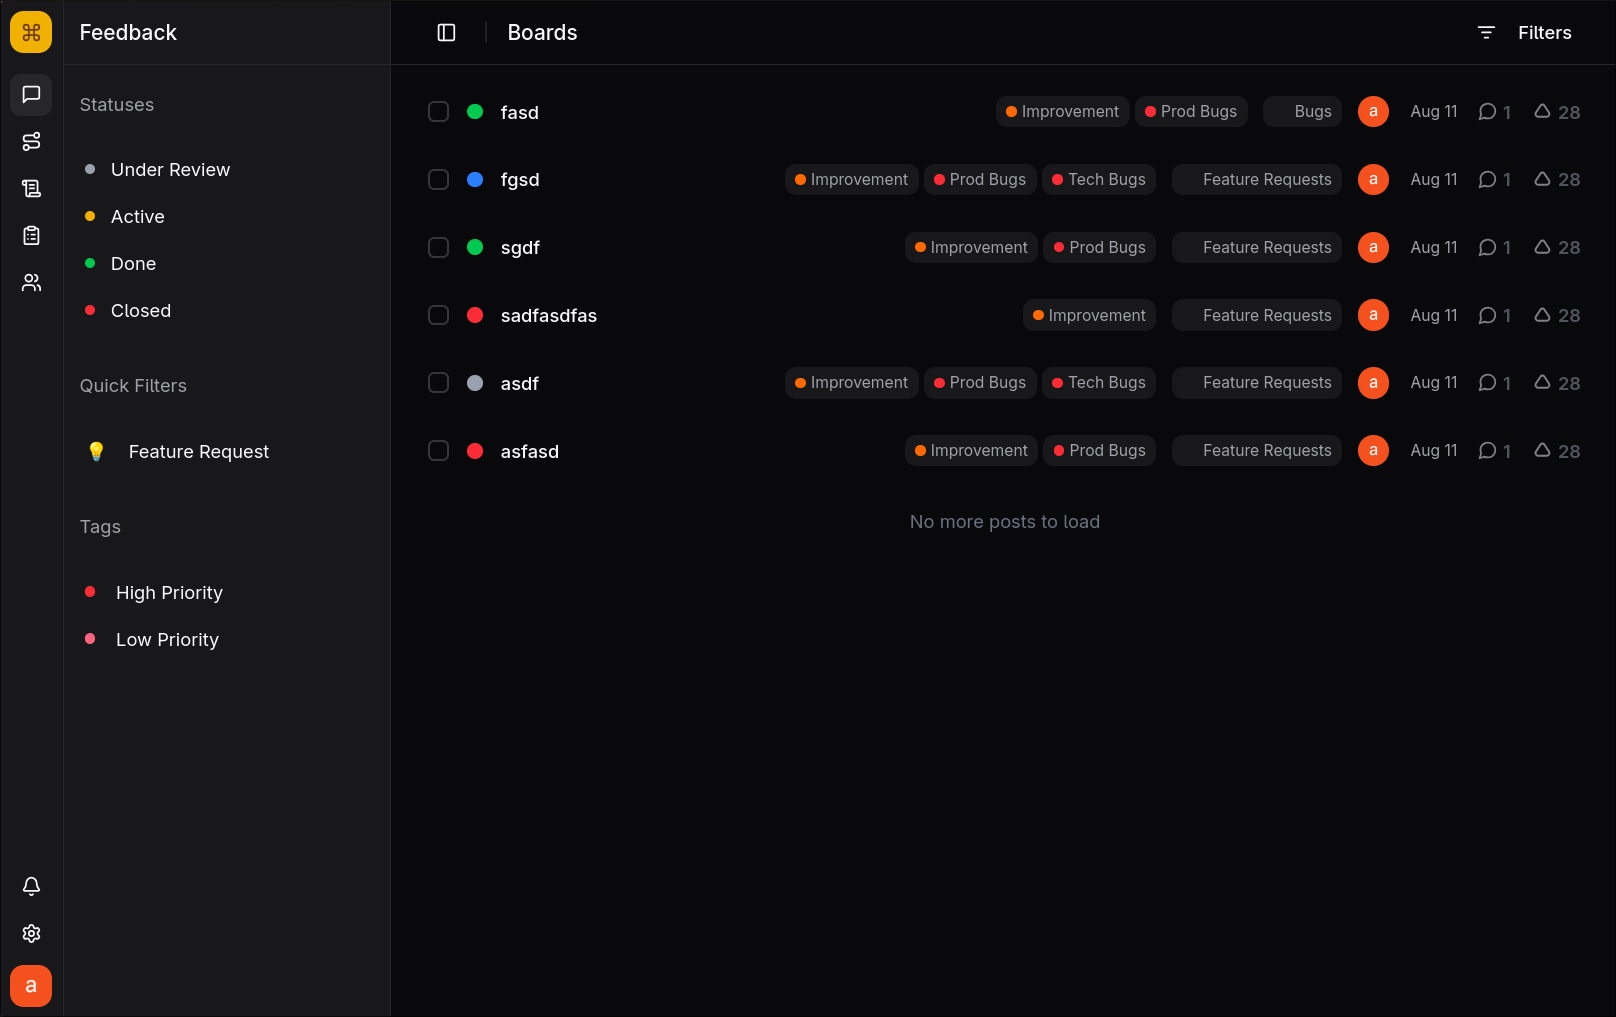 Feedback
Boards
Filters
Statuses
Under Review
Active
Done
Closed
Quick Filters
Feature Request
Tags
High Priority
Low Priority
a
fasd Improvement Prod Bugs Bugs a Aug 11 1 28
fgsd Improvement Prod Bugs Tech Bugs Feature Requests a Aug 11 1 28
sgdf Improvement Prod Bugs Feature Requests a Aug 11 1 28
sadfasdfas Improvement Feature Requests a Aug 11 1 28
asdf Improvement Prod Bugs Tech Bugs Feature Requests a Aug 11 1 28
asfasd Improvement Prod Bugs Feature Requests a Aug 11 1 28
No more posts to load